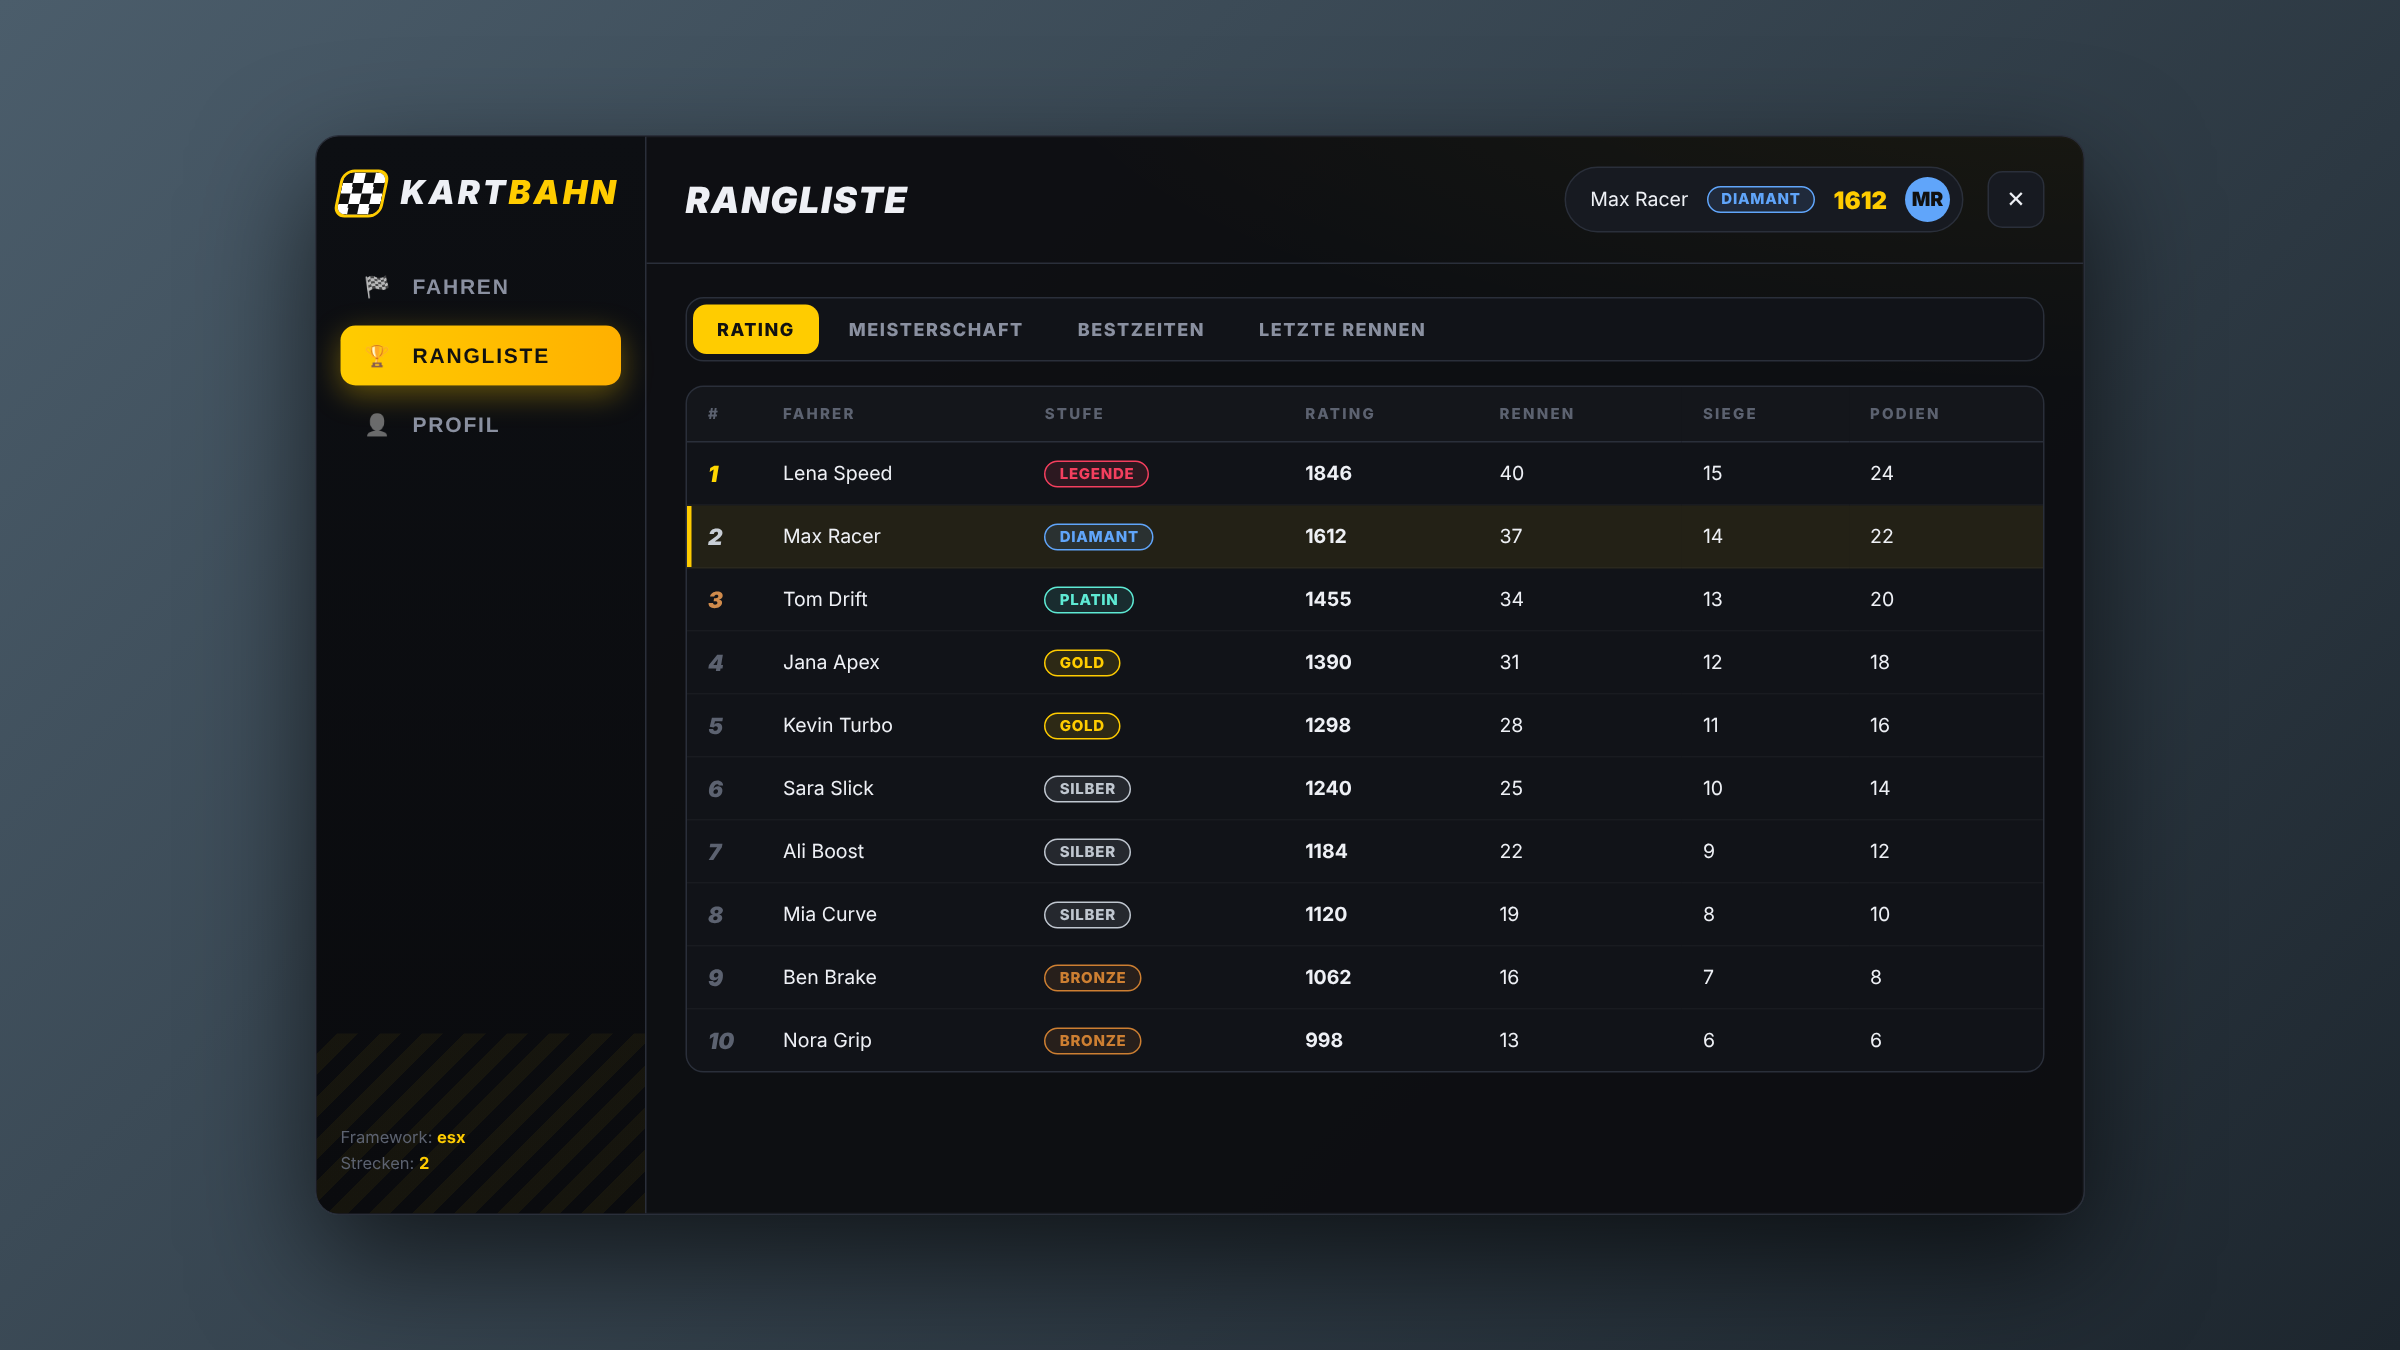 KARTBAHN
FAHREN
RANGLISTE
PROFIL
Framework: esx
Strecken: 2
RANGLISTE
Max Racer DIAMANT 1612 MR ✕
RATING MEISTERSCHAFT BESTZEITEN LETZTE RENNEN
# FAHRER STUFE RATING RENNEN SIEGE PODIEN
1 Lena Speed LEGENDE 1846 40 15 24
2 Max Racer DIAMANT 1612 37 14 22
3 Tom Drift PLATIN 1455 34 13 20
4 Jana Apex GOLD 1390 31 12 18
5 Kevin Turbo GOLD 1298 28 11 16
6 Sara Slick SILBER 1240 25 10 14
7 Ali Boost SILBER 1184 22 9 12
8 Mia Curve SILBER 1120 19 8 10
9 Ben Brake BRONZE 1062 16 7 8
10 Nora Grip BRONZE 998 13 6 6